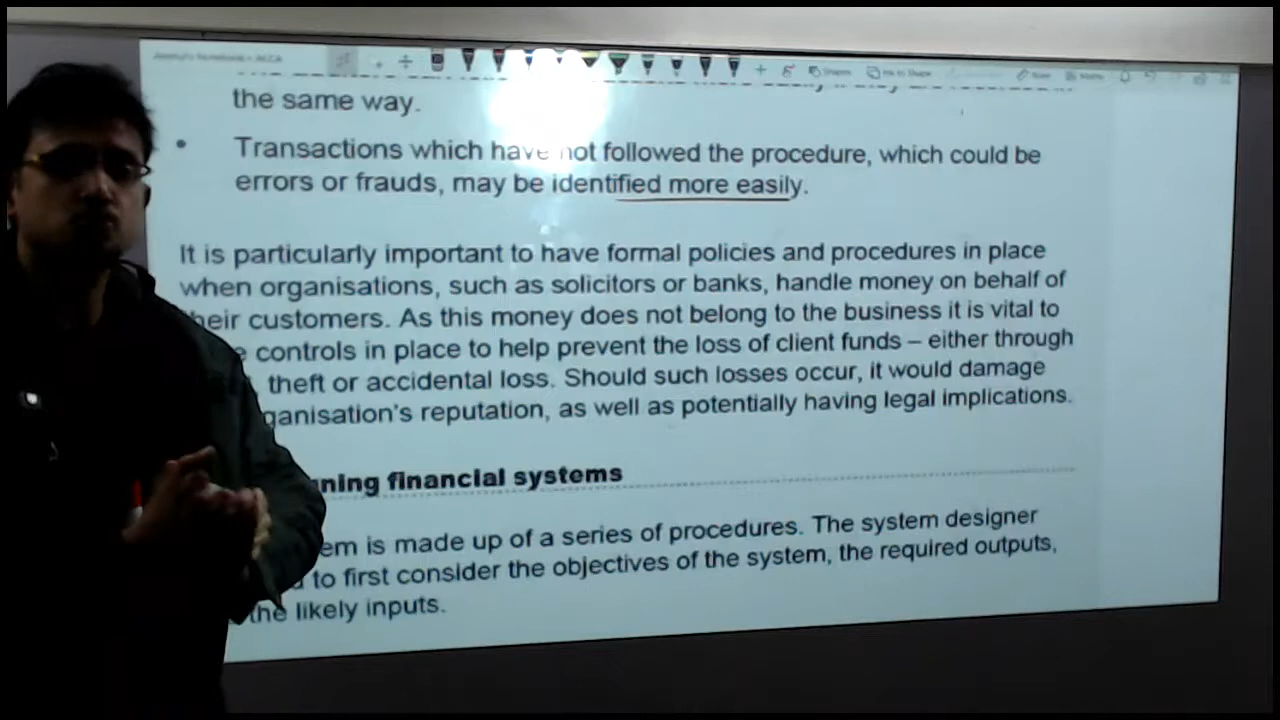 the same way.
• Transactions which have not followed the procedure, which could be
errors or frauds, may be identified more easily.
It is particularly important to have formal policies and procedures in place
when organisations, such as solicitors or banks, handle money on behalf of
their customers. As this money does not belong to the business it is vital to
controls in place to help prevent the loss of client funds – either through
theft or accidental loss. Should such losses occur, it would damage
ganisation's reputation, as well as potentially having legal implications.
ning financial systems
em is made up of a series of procedures. The system designer
to first consider the objectives of the system, the required outputs,
the likely inputs.